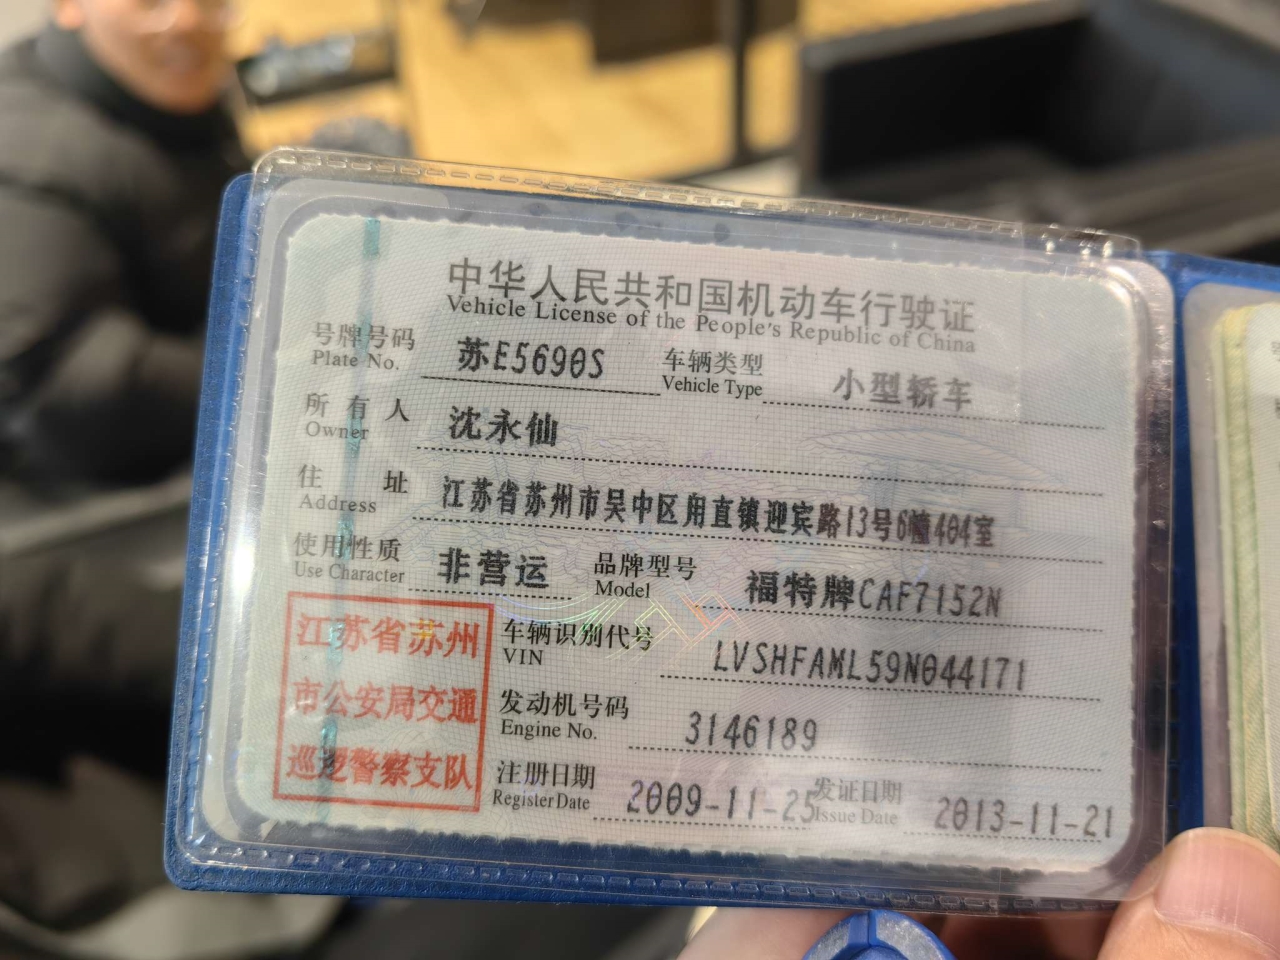 中华人民共和国机动车行驶证
Vehicle License of the People's Republic of China
号牌号码 苏E5690S 车辆类型 小型轿车
Plate No. Vehicle Type
所有人 沈永仙
Owner
住址 江苏省苏州市吴中区甪直镇迎宾路13号6幢404室
Address
使用性质 非营运 品牌型号 福特牌CAF7152N
Use Character Model
江苏省苏州
市公安局交通
巡逻警察支队
车辆识别代号 LVSHFAML59N044171
VIN
发动机号码 3146189
Engine No.
注册日期 2009-11-25 发证日期 2013-11-21
Register Date Issue Date